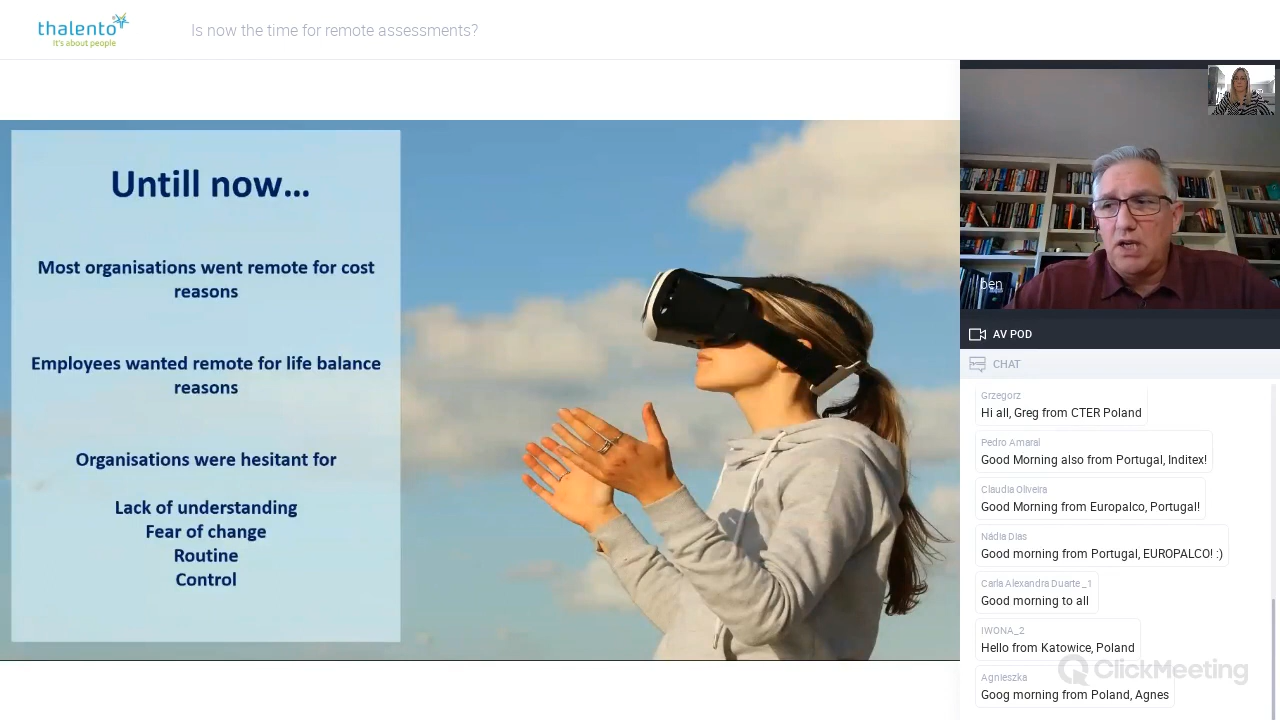 thalento
It's about people
Is now the time for remote assessments?
Untill now...
Most organisations went remote for cost
reasons
Employees wanted remote for life balance
reasons
Organisations were hesitant for
Lack of understanding
Fear of change
Routine
Control
ben
AV POD
CHAT
Grzegorz
Hi all, Greg from CTER Poland
Pedro Amaral
Good Morning also from Portugal, Inditex!
Claudia Oliveira
Good Morning from Europalco, Portugal!
Nádia Dias
Good morning from Portugal, EUROPALCO! :)
Carla Alexandra Duarte_1
Good morning to all
IWONA_2
Hello from Katowice, Poland
ClickMeeting
Agnieszka
Goog morning from Poland, Agnes